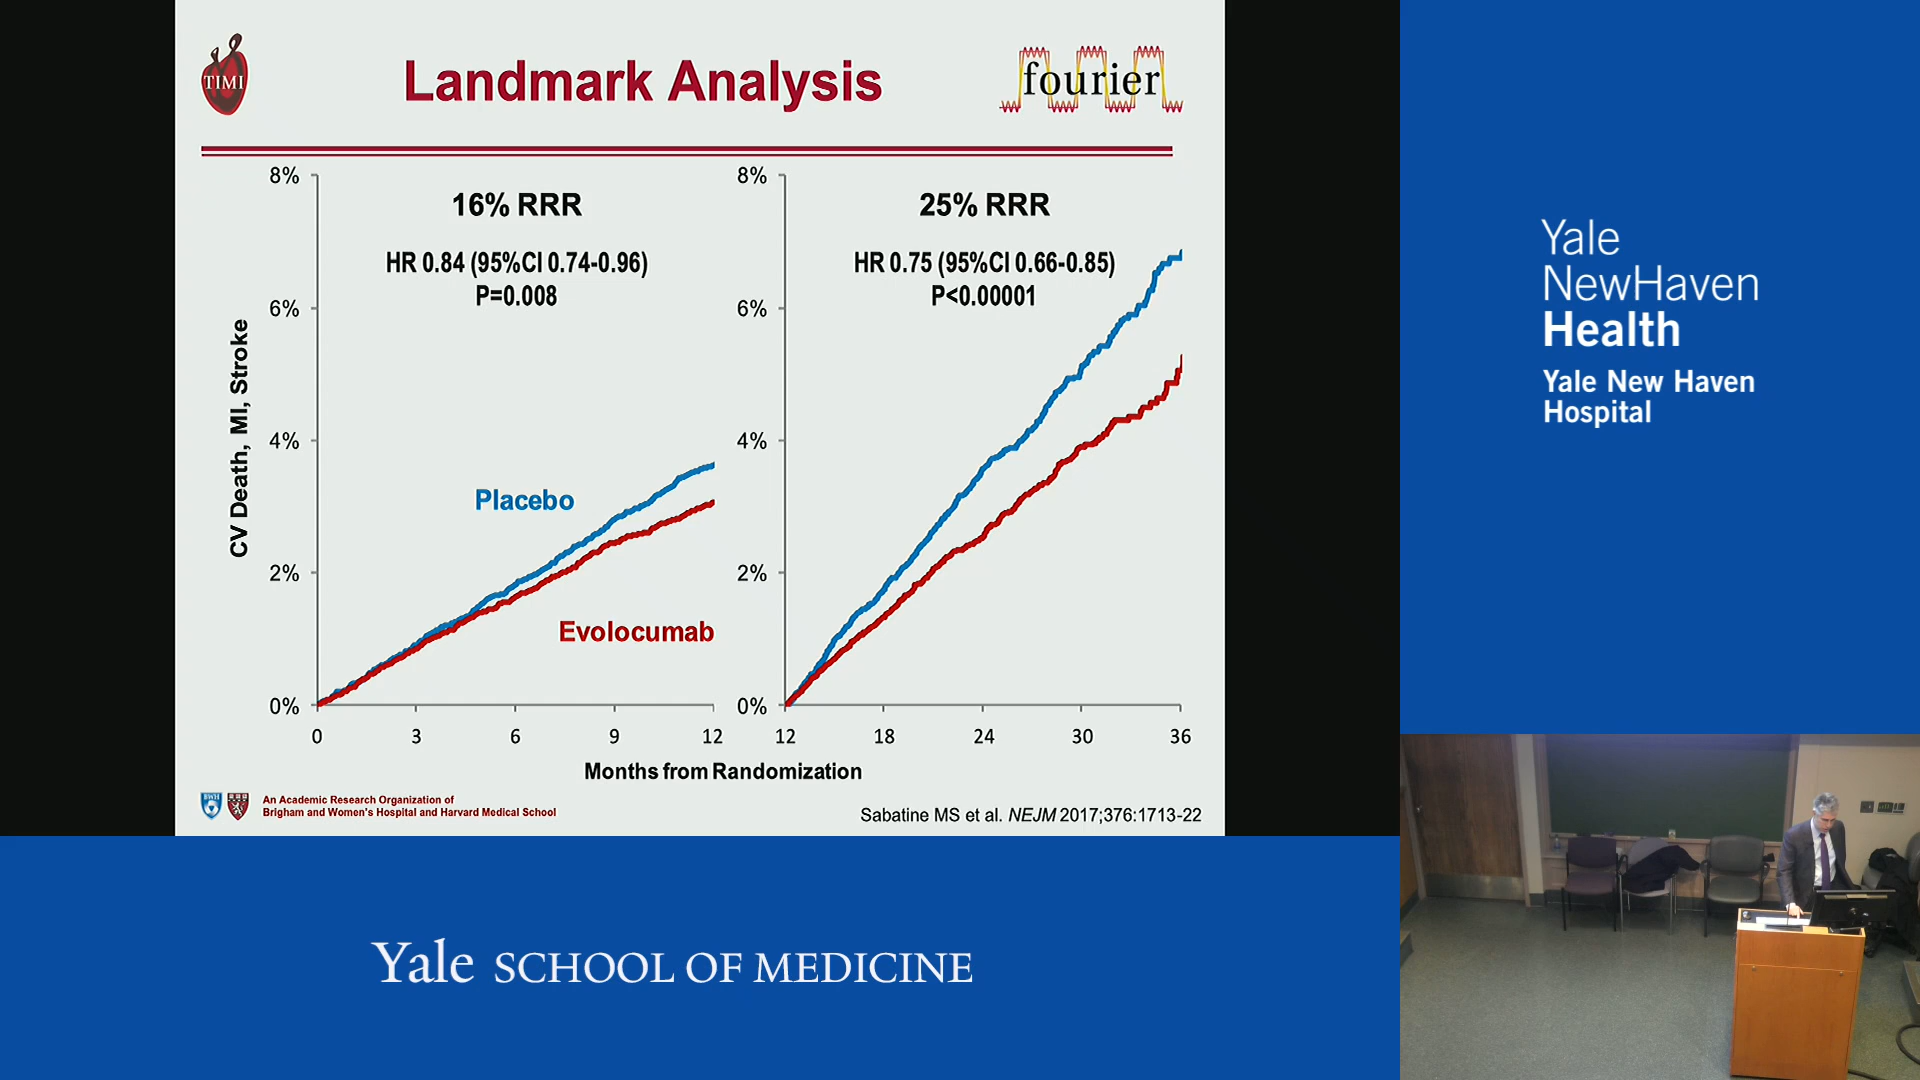 TIMI
Landmark Analysis
fourier
8%
6%
4%
2%
0%
CV Death, MI, Stroke
16% RRR
HR 0.84 (95%CI 0.74-0.96)
P=0.008
Placebo
Evolocumab
0 3 6 9 12
8%
6%
4%
2%
0%
25% RRR
HR 0.75 (95%CI 0.66-0.85)
P<0.00001
12 18 24 30 36
Months from Randomization
BWH
An Academic Research Organization of
Brigham and Women's Hospital and Harvard Medical School
Sabatine MS et al. NEJM 2017;376:1713-22
Yale
NewHaven
Health
Yale New Haven
Hospital
Yale SCHOOL OF MEDICINE